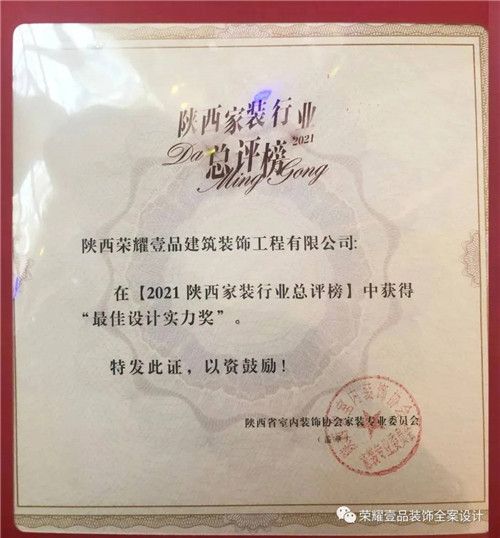 陕西家装行业
2021
总评榜
Da Ming Gong
陕西荣耀壹品建筑装饰工程有限公司:
在【2021 陕西家装行业总评榜】中获得
“最佳设计实力奖”。
特发此证，以资鼓励！
陕西省室内装饰协会家装专业委员会
（盖章）
荣耀壹品装饰全案设计